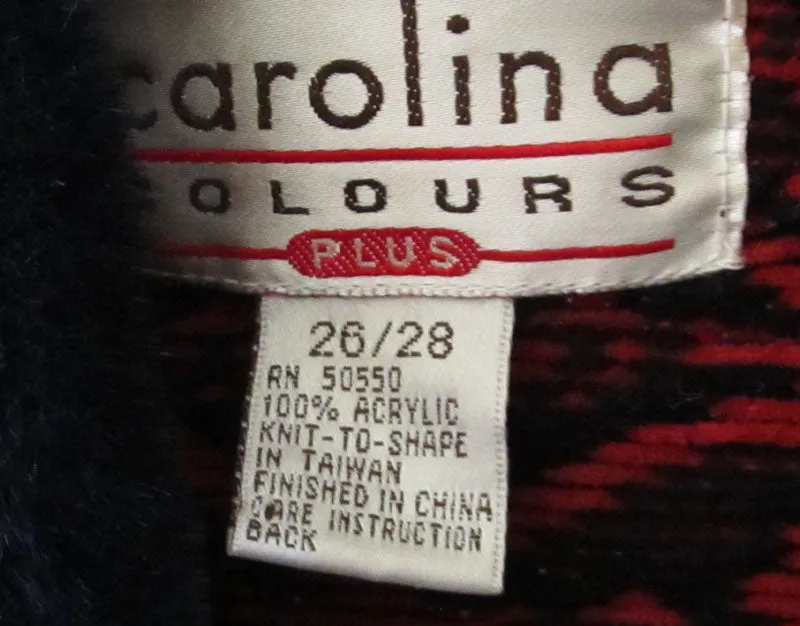 carolina
COLOURS
PLUS
26/28
RN 50550
100% ACRYLIC
KNIT-TO-SHAPE
IN TAIWAN
FINISHED IN CHINA
CARE INSTRUCTION
BACK